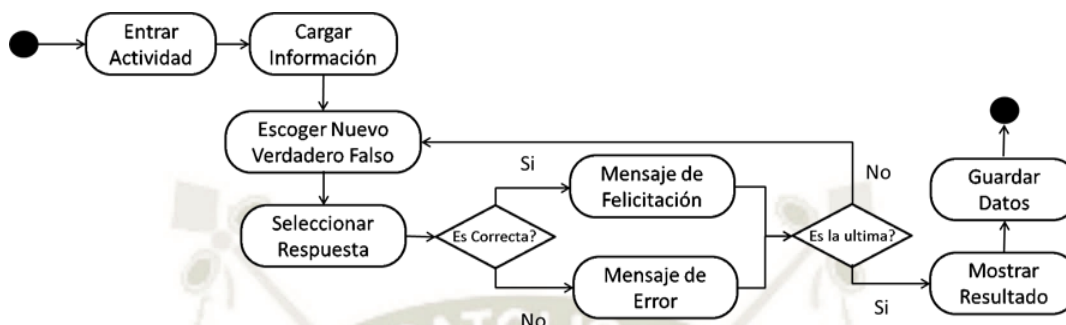 Entrar
Actividad
Cargar
Información
Escoger Nuevo
Verdadero Falso
Seleccionar
Respuesta
Es Correcta?
Si
Mensaje de
Felicitación
No
Mensaje de
Error
Es la ultima?
No
Si
Mostrar
Resultado
Guardar
Datos